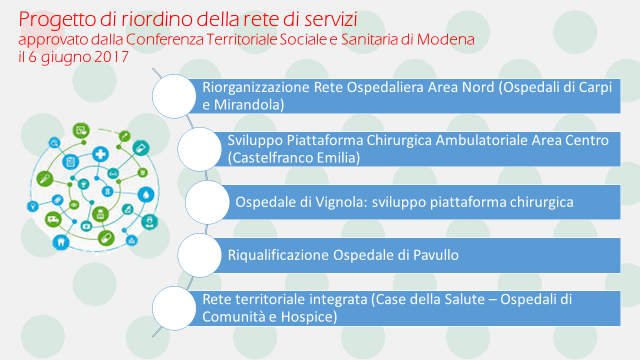 Progetto di riordino della rete di servizi
approvato dalla Conferenza Territoriale Sociale e Sanitaria di Modena
il 6 giugno 2017
Riorganizzazione Rete Ospedaliera Area Nord (Ospedali di Carpi
e Mirandola)
Sviluppo Piattaforma Chirurgica Ambulatoriale Area Centro
(Castelfranco Emilia)
Ospedale di Vignola: sviluppo piattaforma chirurgica
Riqualificazione Ospedale di Pavullo
Rete territoriale integrata (Case della Salute – Ospedali di
Comunità e Hospice)